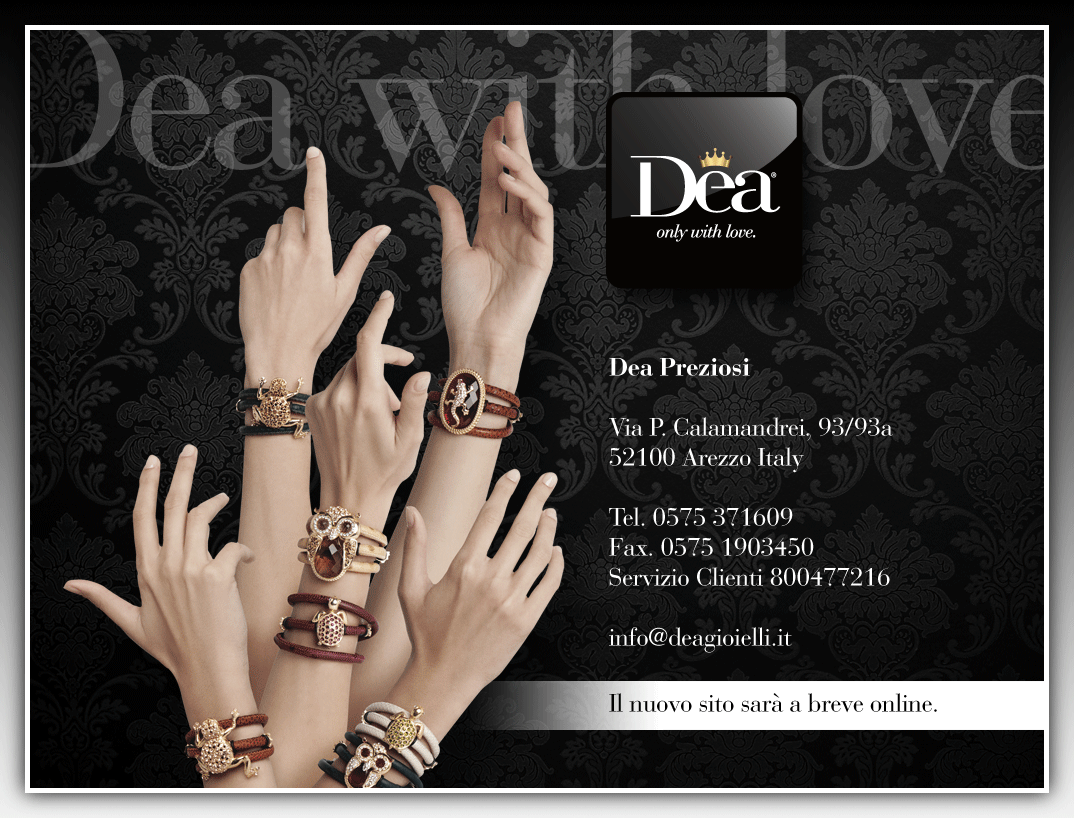 Dea with love
Dea®
only with love.
Dea Preziosi
Via P. Calamandrei, 93/93a
52100 Arezzo Italy
Tel. 0575 371609
Fax. 0575 1903450
Servizio Clienti 800477216
info@deagioielli.it
Il nuovo sito sarà a breve online.